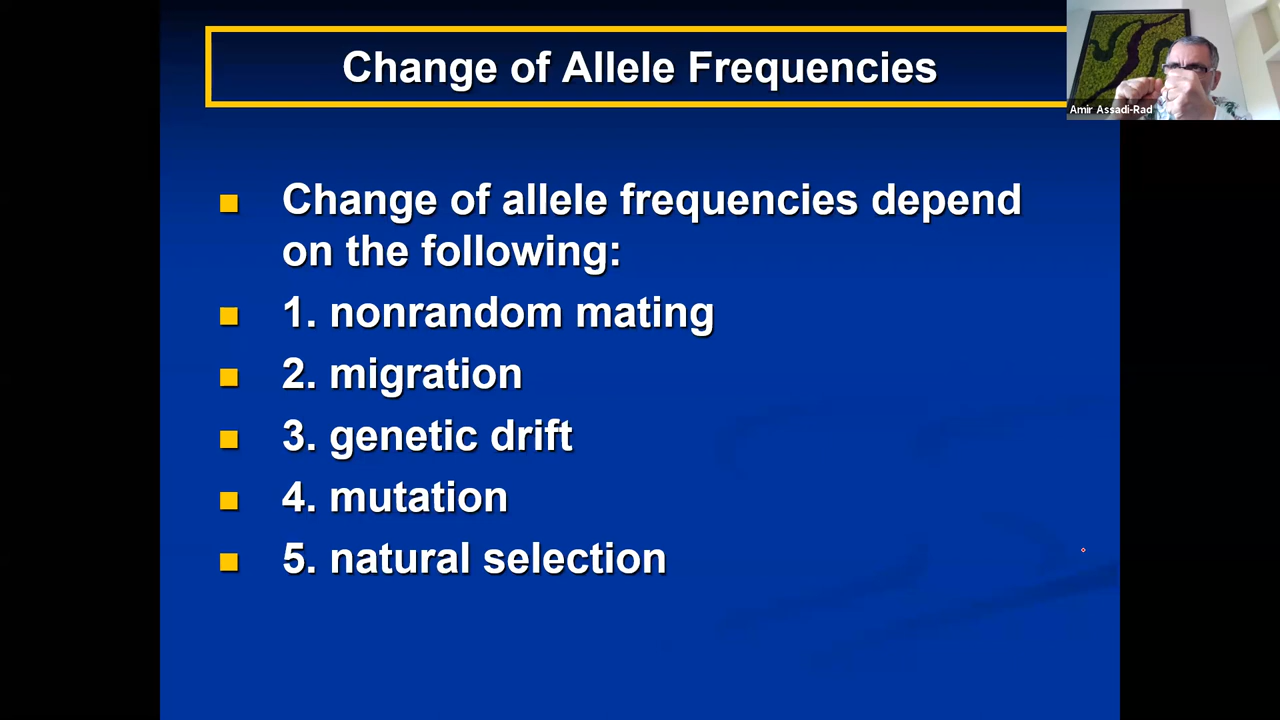 Change of Allele Frequencies
Amir Assadi-Rad
Change of allele frequencies depend
on the following:
1. nonrandom mating
2. migration
3. genetic drift
4. mutation
5. natural selection